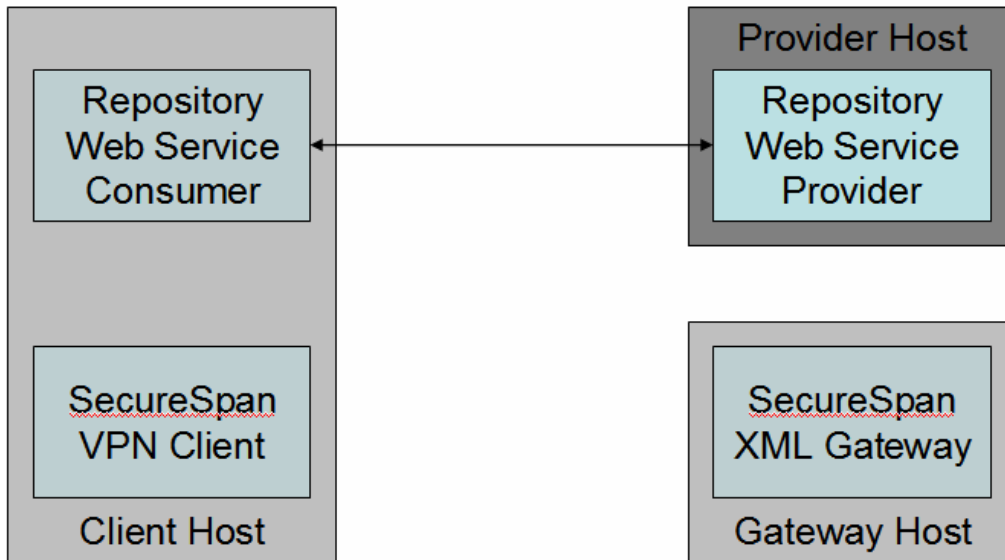 Provider Host
Repository
Web Service
Consumer
Repository
Web Service
Provider
SecureSpan
VPN Client
Client Host
SecureSpan
XML Gateway
Gateway Host